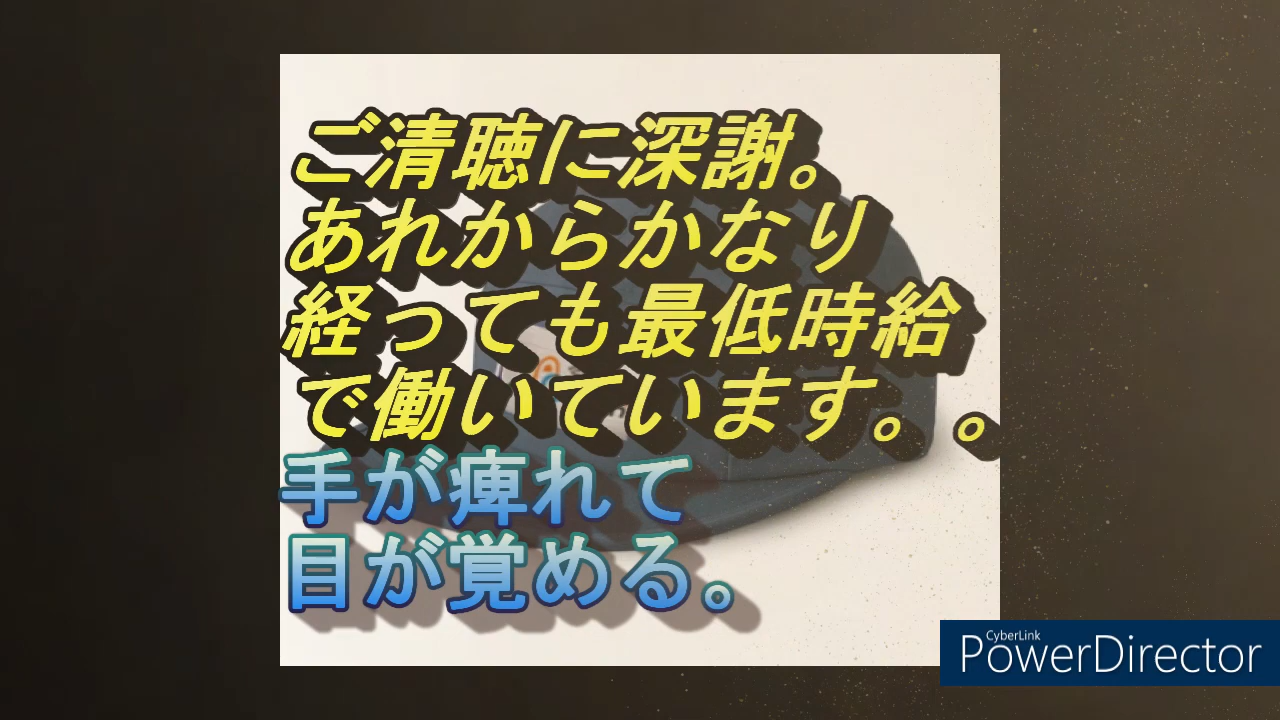 ご清聴に深謝。
あれからかなり
経っても最低時給
で働いています。。
手が痺れて
目が覚める。
CyberLink
PowerDirector